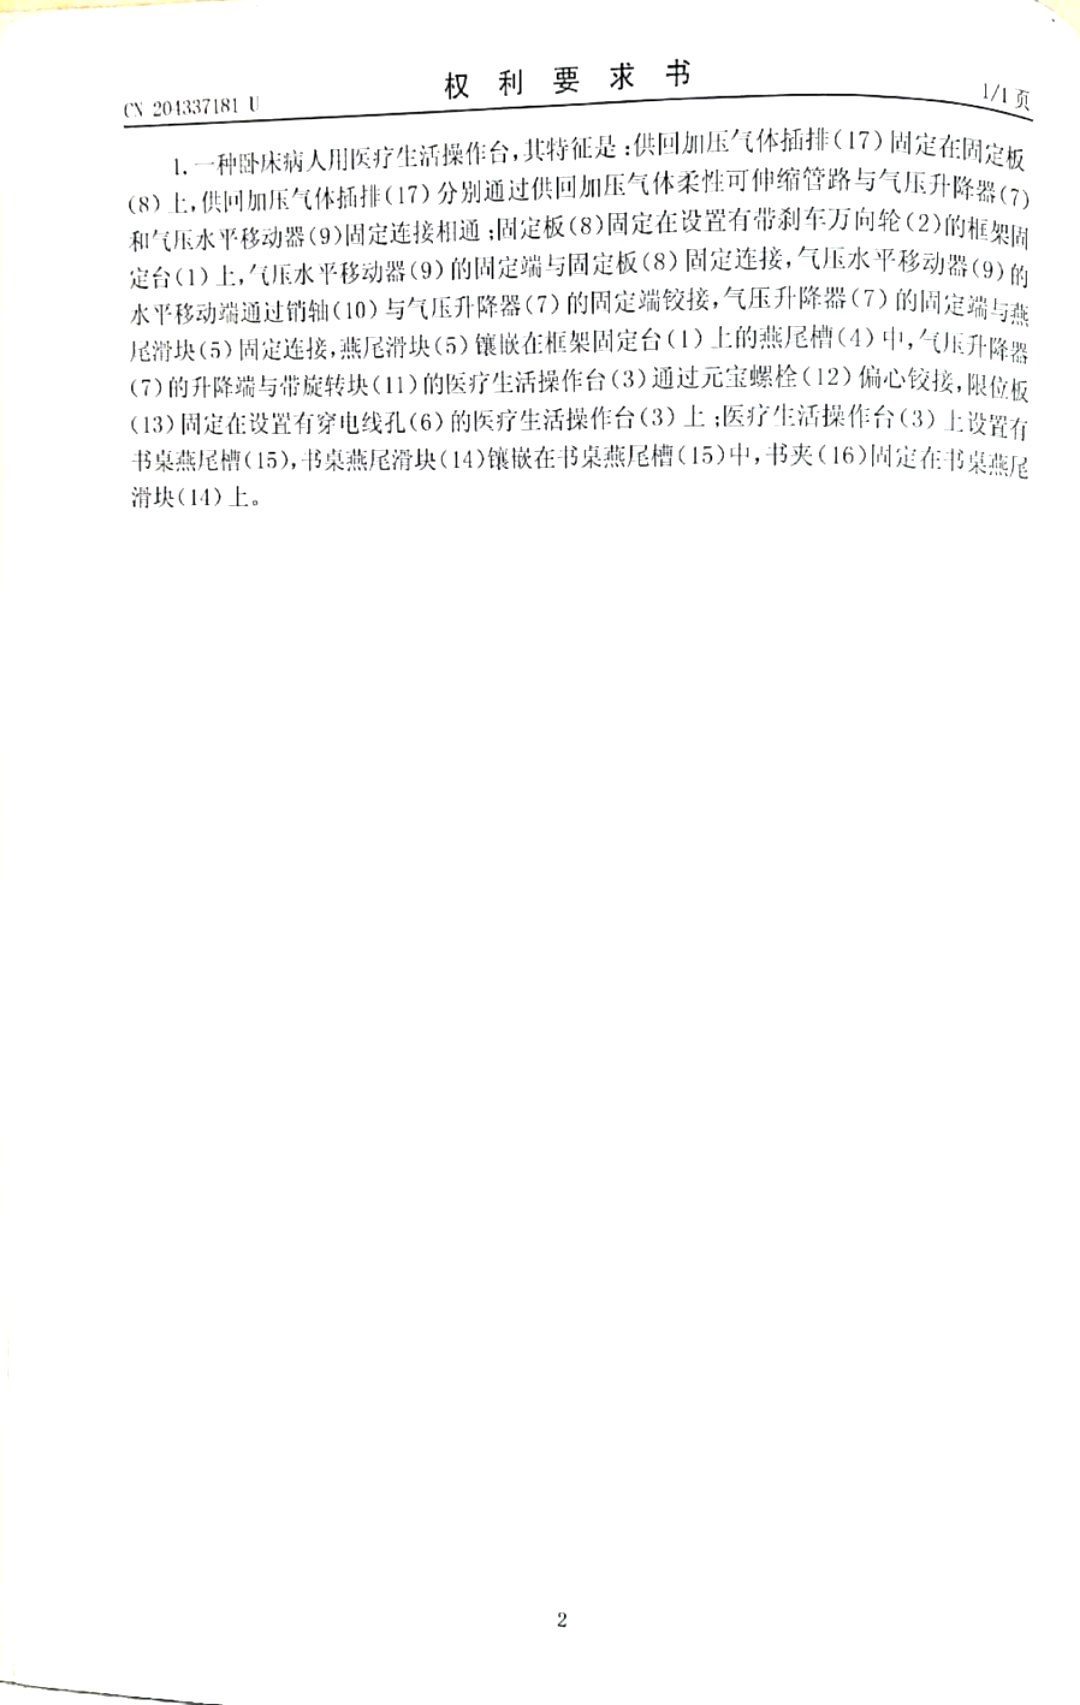 权利要求书
CN 204337181 U
1/1 页
1. 一种卧床病人用医疗生活操作台,其特征是:供回加压气体插排(17)固定在固定板
(8)上,供回加压气体插排(17)分别通过供回加压气体柔性可伸缩管路与气压升降器(7)
和气压水平移动器(9)固定连接相通;固定板(8)固定在设置有带刹车万向轮(2)的框架固
定台(1)上,气压水平移动器(9)的固定端与固定板(8)固定连接,气压水平移动器(9)的
水平移动端通过销轴(10)与气压升降器(7)的固定端铰接,气压升降器(7)的固定端与燕
尾滑块(5)固定连接,燕尾滑块(5)镶嵌在框架固定台(1)上的燕尾槽(4)中,气压升降器
(7)的升降端与带旋转块(11)的医疗生活操作台(3)通过元宝螺栓(12)偏心铰接,限位板
(13)固定在设置有穿电线孔(6)的医疗生活操作台(3)上;医疗生活操作台(3)上设置有
书桌燕尾槽(15),书桌燕尾滑块(14)镶嵌在书桌燕尾槽(15)中,书夹(16)固定在书桌燕尾
滑块(14)上。
2